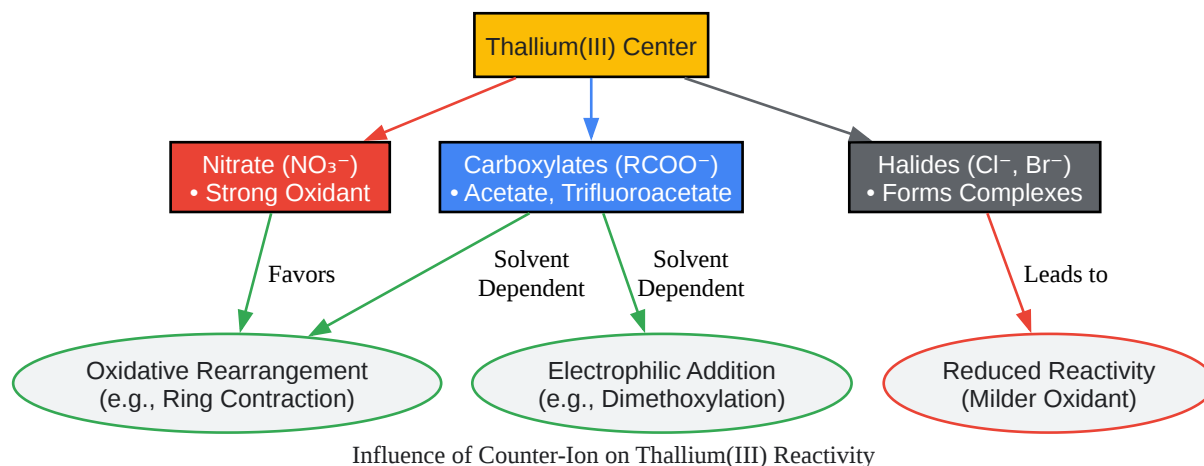 Thallium(III) Center
Nitrate (NO₃⁻)
• Strong Oxidant
Carboxylates (RCOO⁻)
• Acetate, Trifluoroacetate
Halides (Cl⁻, Br⁻)
• Forms Complexes
Favors
Solvent
Dependent
Solvent
Dependent
Leads to
Oxidative Rearrangement
(e.g., Ring Contraction)
Electrophilic Addition
(e.g., Dimethoxylation)
Reduced Reactivity
(Milder Oxidant)
Influence of Counter-Ion on Thallium(III) Reactivity